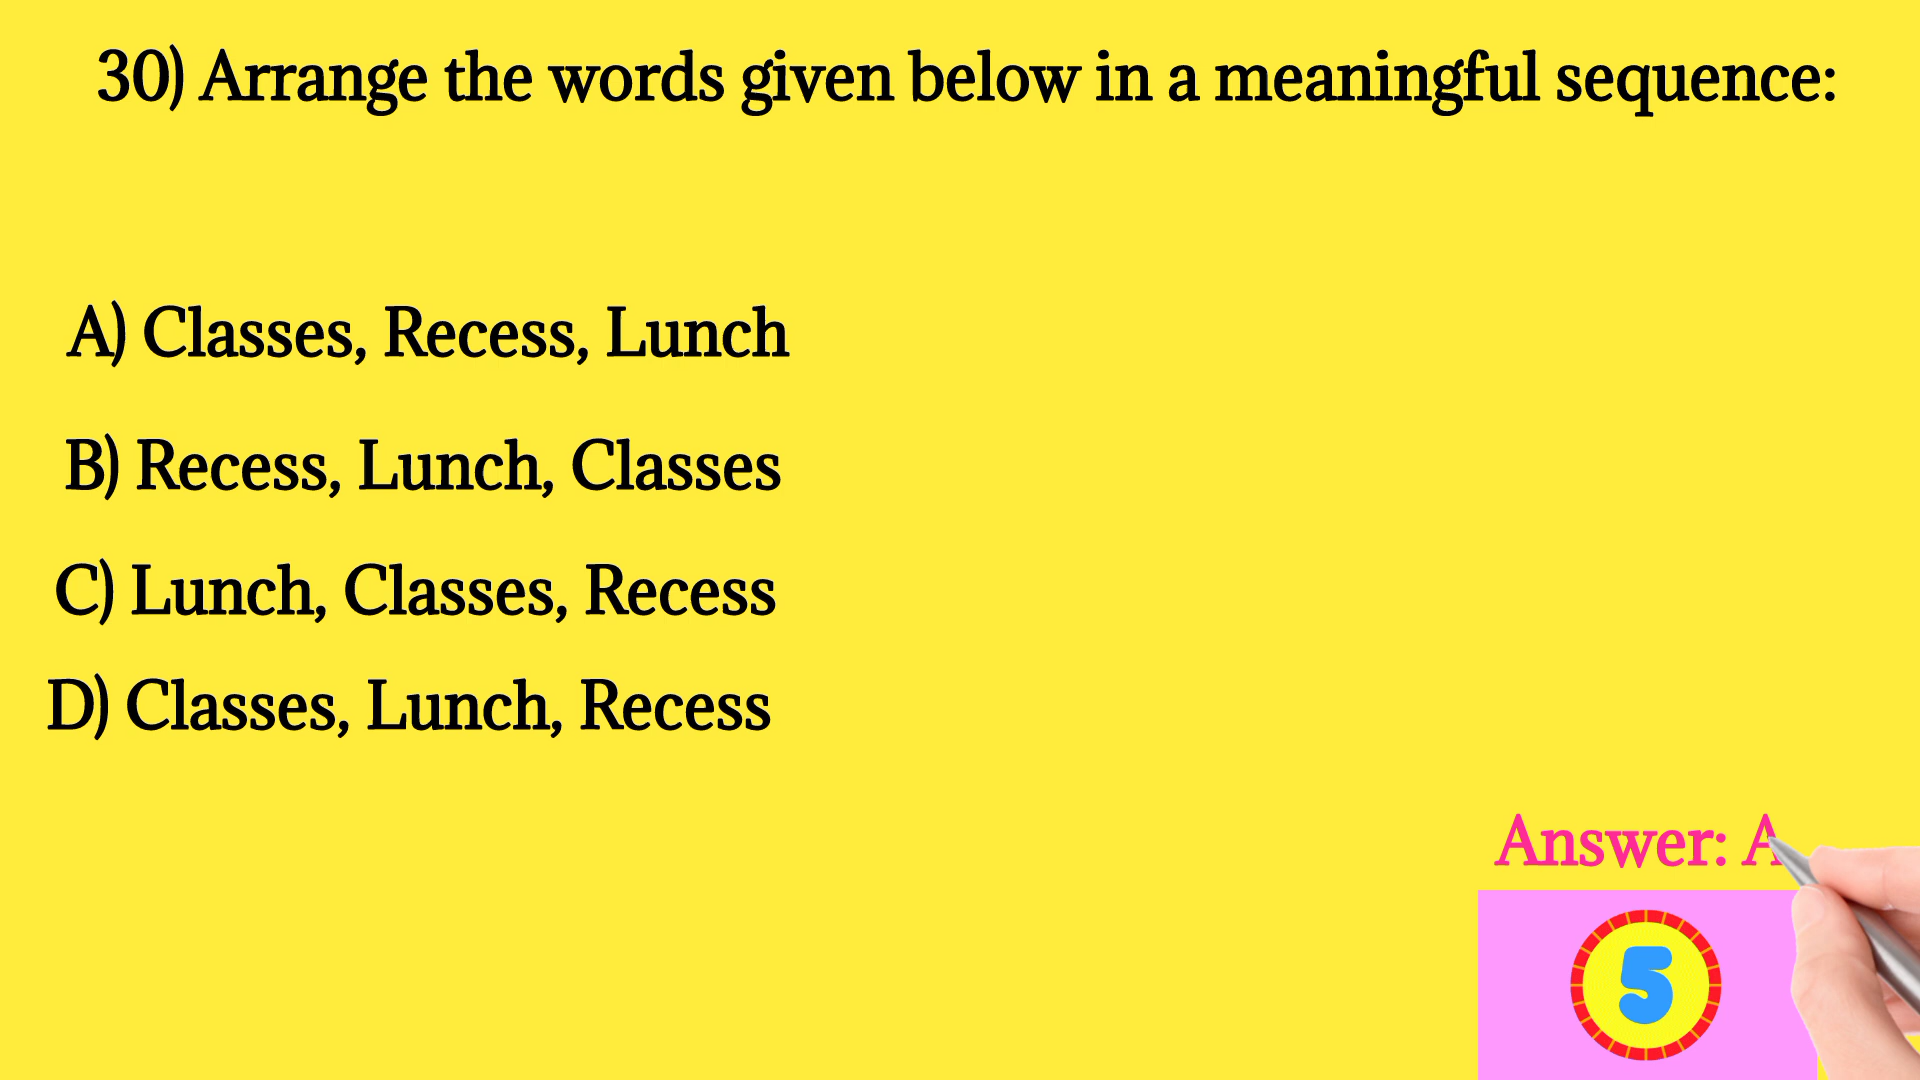 30) Arrange the words given below in a meaningful sequence:
A) Classes, Recess, Lunch
B) Recess, Lunch, Classes
C) Lunch, Classes, Recess
D) Classes, Lunch, Recess
Answer: A
5